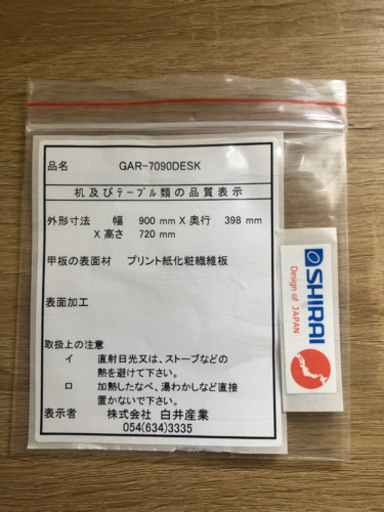 品名 GAR-7090DESK
机及びテーブル類の品質表示
外形寸法 幅 900 mm X 奥行 398 mm
X 高さ 720 mm
甲板の表面材 プリント紙化粧繊維板
表面加工
取扱上の注意
イ 直射日光又は、ストーブなどの
熱を避けて下さい。
ロ 加熱したなべ、湯わかしなど直接
置かないで下さい。
表示者 株式会社 白井産業
054(634)3335
SHIRAI
Design of JAPAN